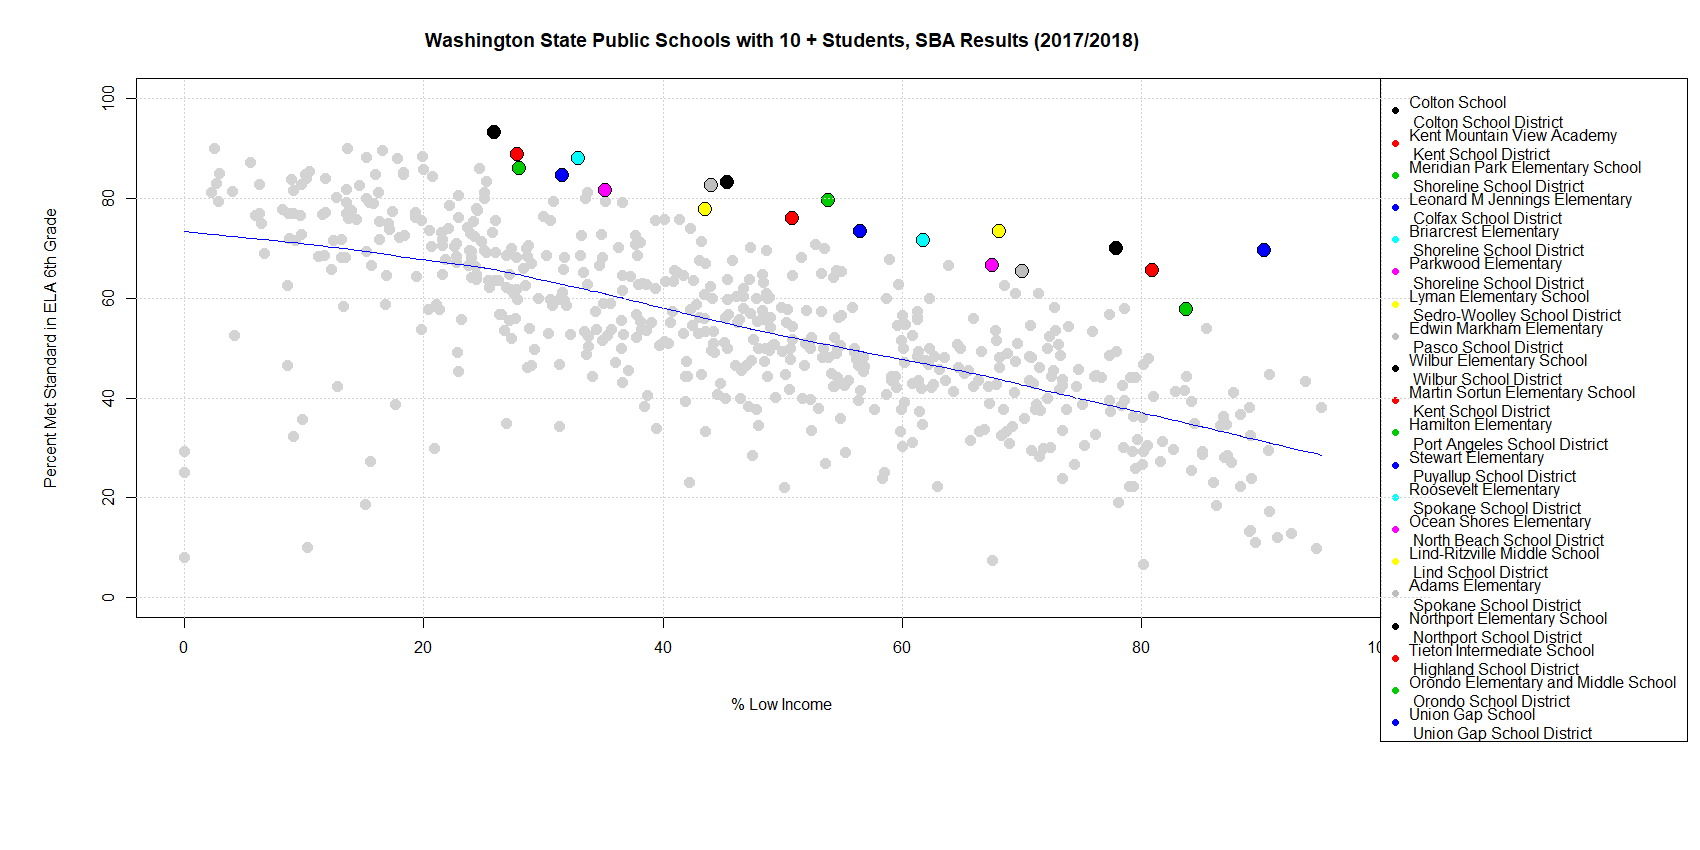 Washington State Public Schools with 10 + Students, SBA Results (2017/2018)
Percent Met Standard in ELA 6th Grade
100
80
60
40
20
0
0
20
40
60
80
10
% Low Income
Colton School
Colton School District
Kent Mountain View Academy
Kent School District
Meridian Park Elementary School
Shoreline School District
Leonard M Jennings Elementary
Colfax School District
Briarcrest Elementary
Shoreline School District
Parkwood Elementary
Shoreline School District
Lyman Elementary School
Sedro-Woolley School District
Edwin Markham Elementary
Pasco School District
Wilbur Elementary School
Wilbur School District
Martin Sortun Elementary School
Kent School District
Hamilton Elementary
Port Angeles School District
Stewart Elementary
Puyallup School District
Roosevelt Elementary
Spokane School District
Ocean Shores Elementary
North Beach School District
Lind-Ritzville Middle School
Lind School District
Adams Elementary
Spokane School District
Northport Elementary School
Northport School District
Tieton Intermediate School
Highland School District
Orondo Elementary and Middle School
Orondo School District
Union Gap School
Union Gap School District